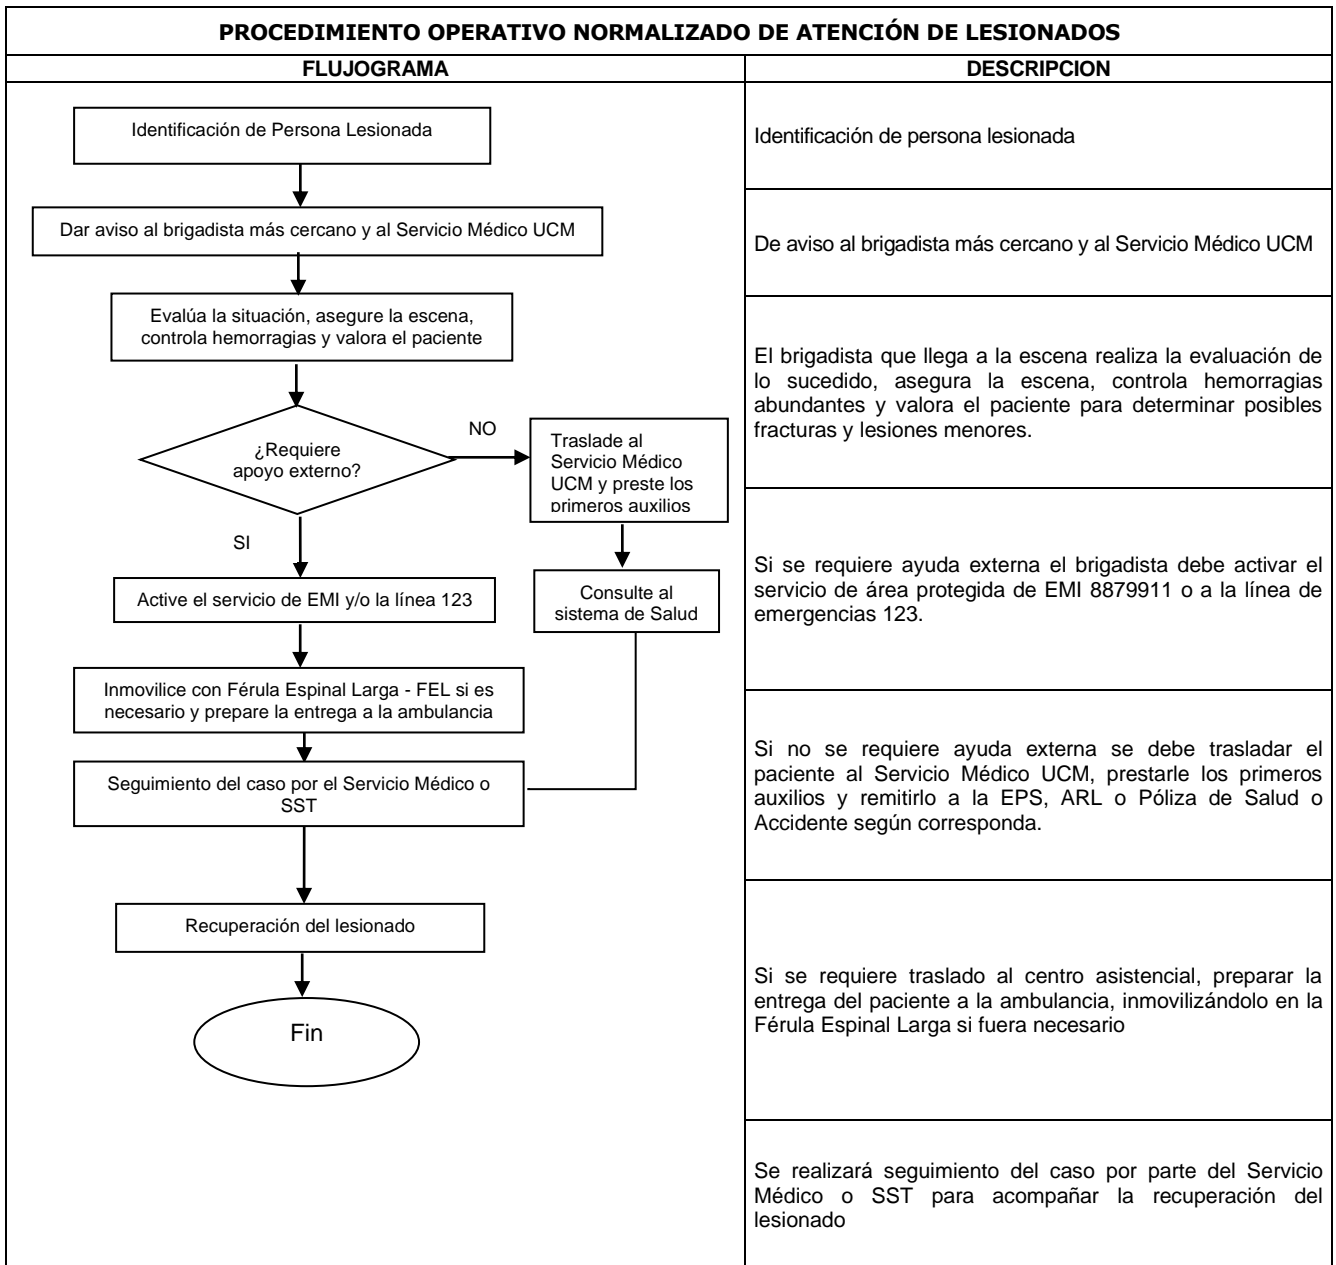 PROCEDIMIENTO OPERATIVO NORMALIZADO DE ATENCIÓN DE LESIONADOS
FLUJOGRAMA
DESCRIPCION
Identificación de Persona Lesionada
Dar aviso al brigadista más cercano y al Servicio Médico UCM
Evalúa la situación, asegure la escena,
controla hemorragias y valora el paciente
¿Requiere
apoyo externo?
NO
Traslade al
Servicio Médico
UCM y preste los
primeros auxilios
SI
Active el servicio de EMI y/o la línea 123
Consulte al
sistema de Salud
Inmovilice con Férula Espinal Larga - FEL si es
necesario y prepare la entrega a la ambulancia
Seguimiento del caso por el Servicio Médico o
SST
Recuperación del lesionado
Fin
Identificación de persona lesionada
De aviso al brigadista más cercano y al Servicio Médico UCM
El brigadista que llega a la escena realiza la evaluación de
lo sucedido, asegura la escena, controla hemorragias
abundantes y valora el paciente para determinar posibles
fracturas y lesiones menores.
Si se requiere ayuda externa el brigadista debe activar el
servicio de área protegida de EMI 8879911 o a la línea de
emergencias 123.
Si no se requiere ayuda externa se debe trasladar el
paciente al Servicio Médico UCM, prestarle los primeros
auxilios y remitirlo a la EPS, ARL o Póliza de Salud o
Accidente según corresponda.
Si se requiere traslado al centro asistencial, preparar la
entrega del paciente a la ambulancia, inmovilizándolo en la
Férula Espinal Larga si fuera necesario
Se realizará seguimiento del caso por parte del Servicio
Médico o SST para acompañar la recuperación del
lesionado